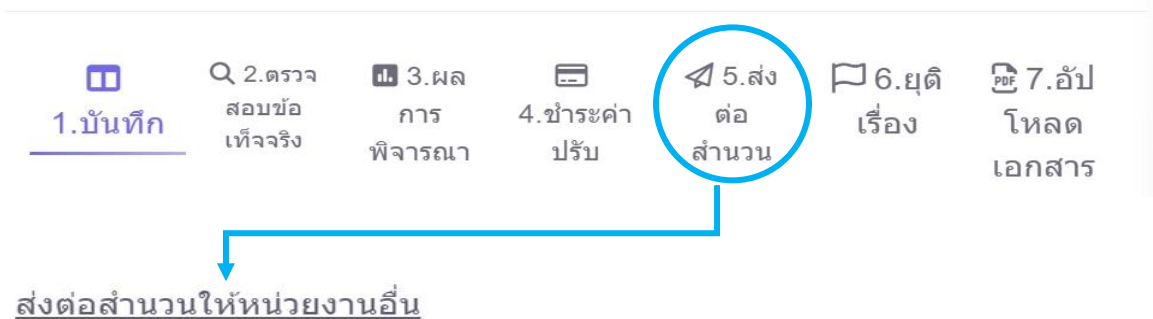 1.บันทึก
2.ตรวจ
สอบข้อ
เท็จจริง
3.ผล
การ
พิจารณา
4.ชำระค่า
ปรับ
5.ส่ง
ต่อ
สำนวน
6.ยุติ
เรื่อง
PDF 7.อัป
โหลด
เอกสาร
ส่งต่อสำนวนให้หน่วยงานอื่น